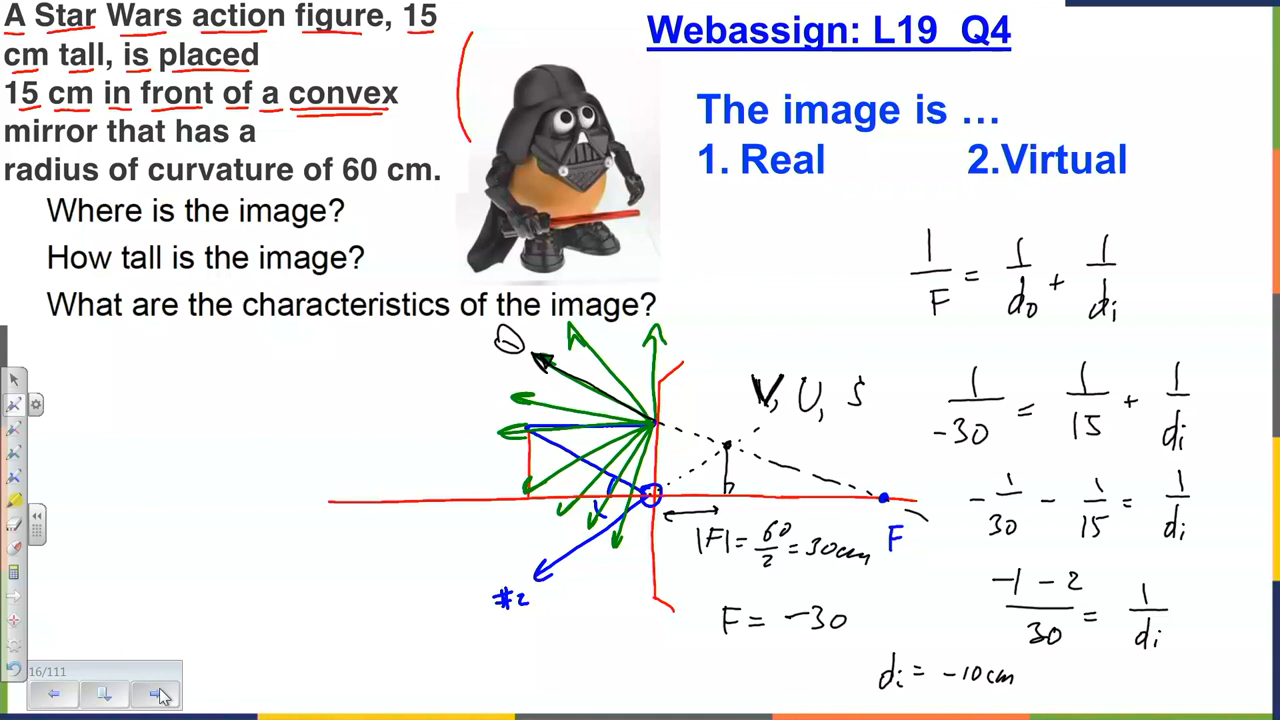 A Star Wars action figure, 15
cm tall, is placed
15 cm in front of a convex
mirror that has a
radius of curvature of 60 cm.
Where is the image?
How tall is the image?
What are the characteristics of the image?
Webassign: L19 Q4
The image is …
1. Real 2.Virtual
1/F = 1/do + 1/di
1/-30 = 1/15 + 1/di
-1/30 - 1/15 = 1/di
-1 - 2/30 = 1/di
di = -10cm
V, U, S
F
|F| = 60/2 = 30cm
F = -30
#2
16/111